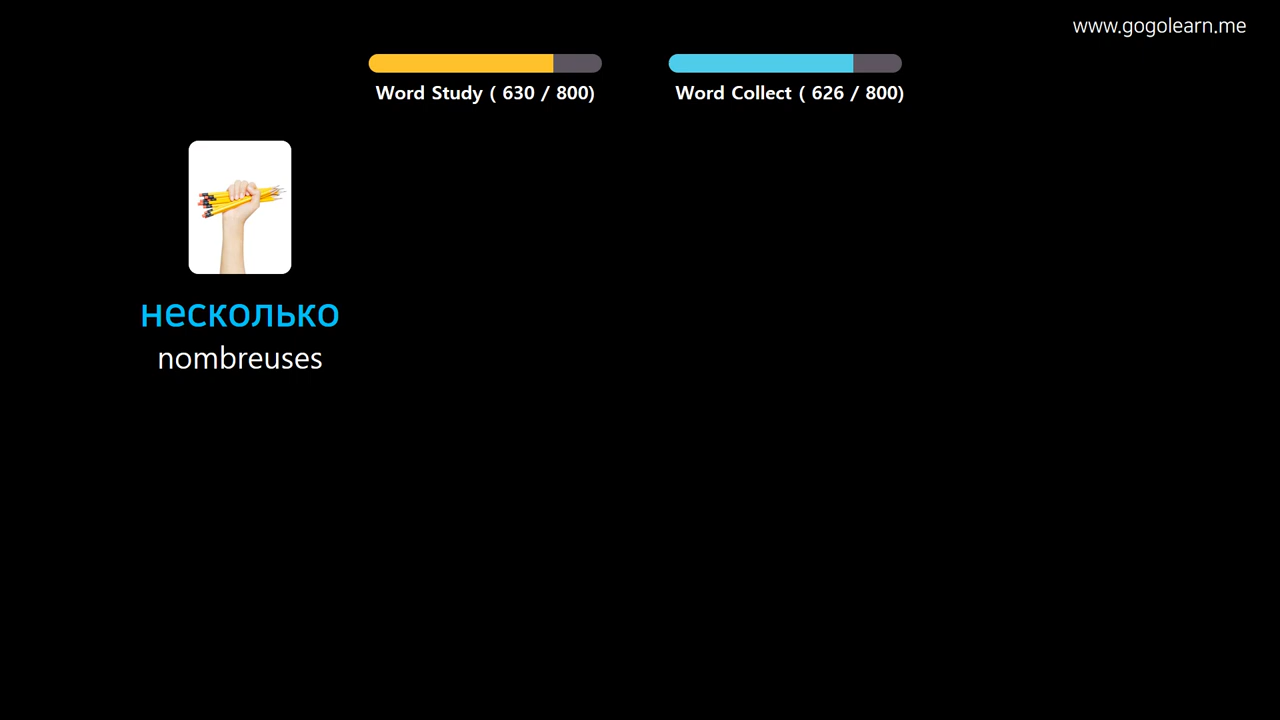 www.gogolearn.me
Word Study ( 630 / 800)
Word Collect ( 626 / 800)
несколько
nombreuses